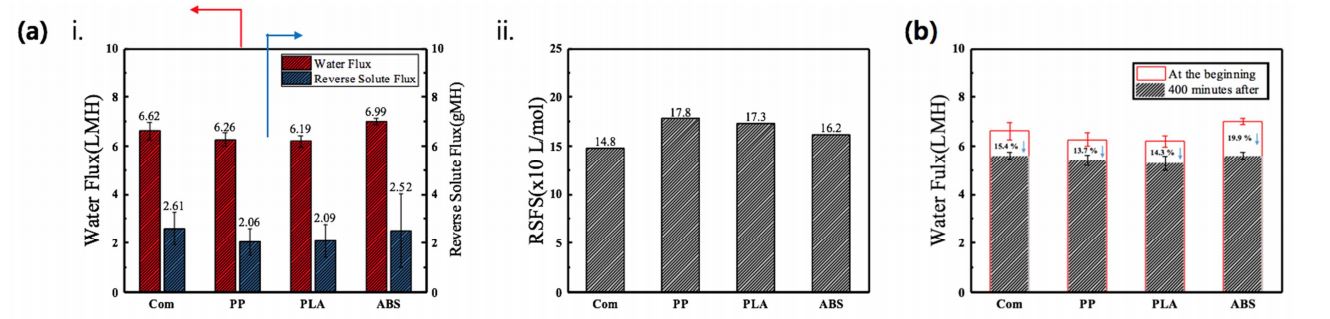 (a) i.
Water Flux(LMH)
10
8
6
4
2
0
Water Flux
Reverse Solute Flux
6.62
6.26
6.19
6.99
2.61
2.06
2.09
2.52
Com PP PLA ABS
10
8
6
4
2
0
Reverse Solute Flux(gMH)
ii.
RSFS(x10 L/mol)
25
20
15
10
5
0
14.8
17.8
17.3
16.2
Com PP PLA ABS
(b)
Water Fulx(LMH)
10
8
6
4
2
0
At the beginning
400 minutes after
15.4 %
13.7 %
14.3 %
19.9 %
Com PP PLA ABS